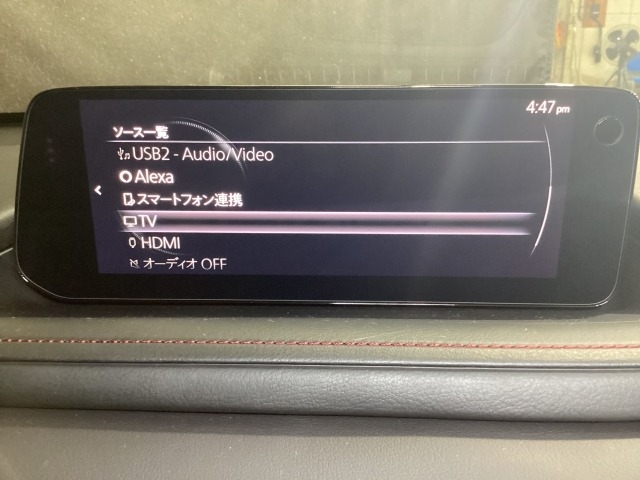 4:47pm
ソース一覧
USB2 - Audio/Video
Alexa
スマートフォン連携
TV
HDMI
オーディオ OFF